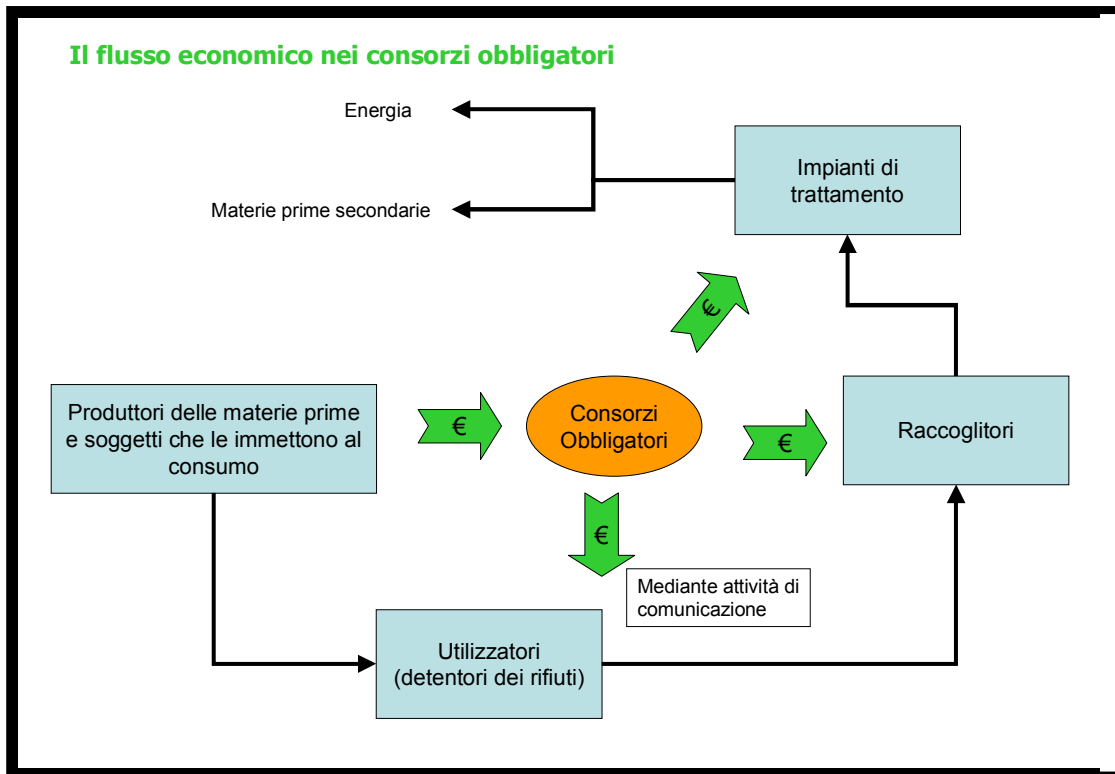 Il flusso economico nei consorzi obbligatori
Energia
Impianti di
trattamento
Materie prime secondarie
€
Produttori delle materie prime
e soggetti che le immettono al
consumo
€
Consorzi
Obbligatori
€
Raccoglitori
€
Mediante attività di
comunicazione
Utilizzatori
(detentori dei rifiuti)